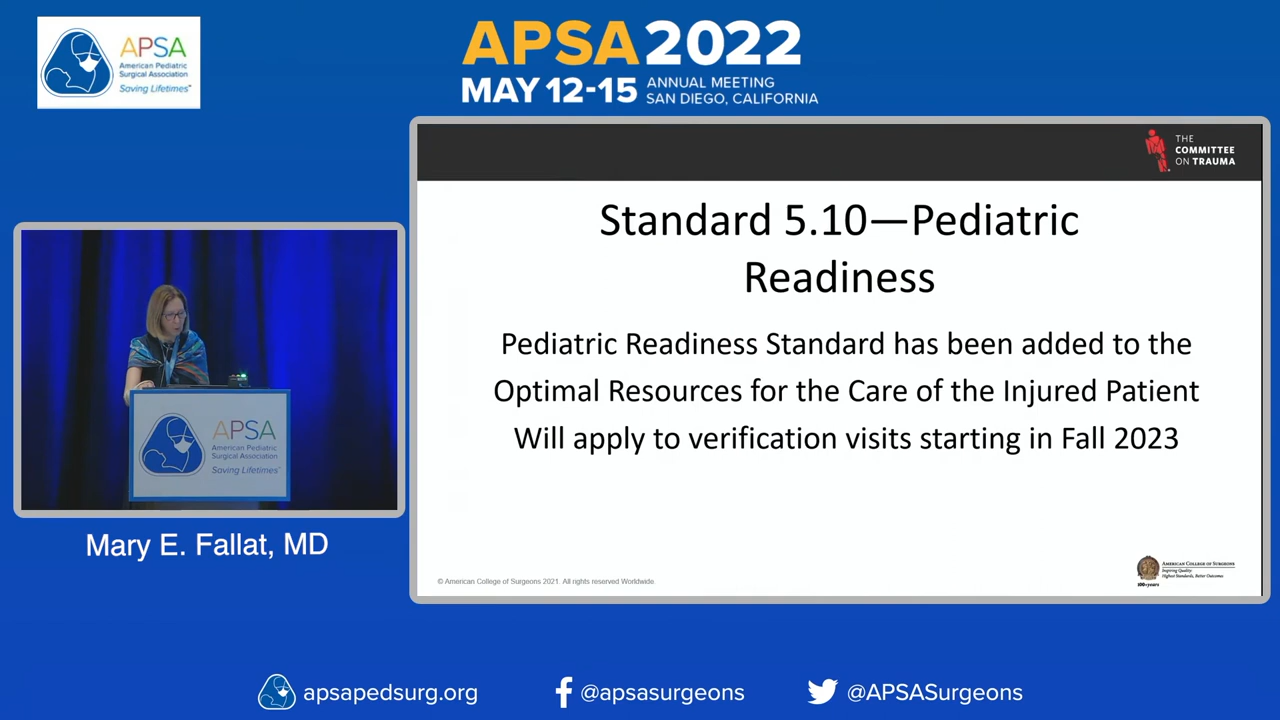 APSA
American Pediatric
Surgical Association
Saving Lifetimes™
APSA 2022
MAY 12-15
ANNUAL MEETING
SAN DIEGO, CALIFORNIA
THE
COMMITTEE
ON TRAUMA
Standard 5.10—Pediatric
Readiness
Pediatric Readiness Standard has been added to the
Optimal Resources for the Care of the Injured Patient
Will apply to verification visits starting in Fall 2023
© American College of Surgeons 2021. All rights reserved Worldwide.
AMERICAN COLLEGE OF SURGEONS
Inspiring Quality:
Highest Standards, Better Outcomes
100+years
APSA
American Pediatric
Surgical Association
Saving Lifetimes™
Mary E. Fallat, MD
apsapedsurg.org
@apsasurgeons
@APSASurgeons